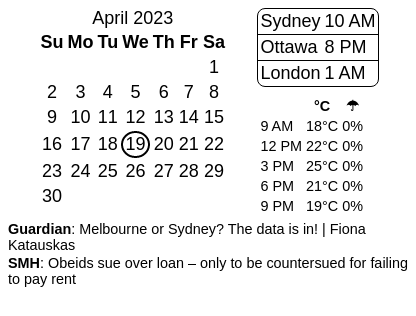 April 2023
Su Mo Tu We Th Fr Sa
1
2 3 4 5 6 7 8
9 10 11 12 13 14 15
16 17 18 19 20 21 22
23 24 25 26 27 28 29
30
Sydney 10 AM
Ottawa 8 PM
London 1 AM
°C ☂
9 AM 18°C 0%
12 PM 22°C 0%
3 PM 25°C 0%
6 PM 21°C 0%
9 PM 19°C 0%
Guardian: Melbourne or Sydney? The data is in! | Fiona
Katauskas
SMH: Obeids sue over loan – only to be countersued for failing
to pay rent